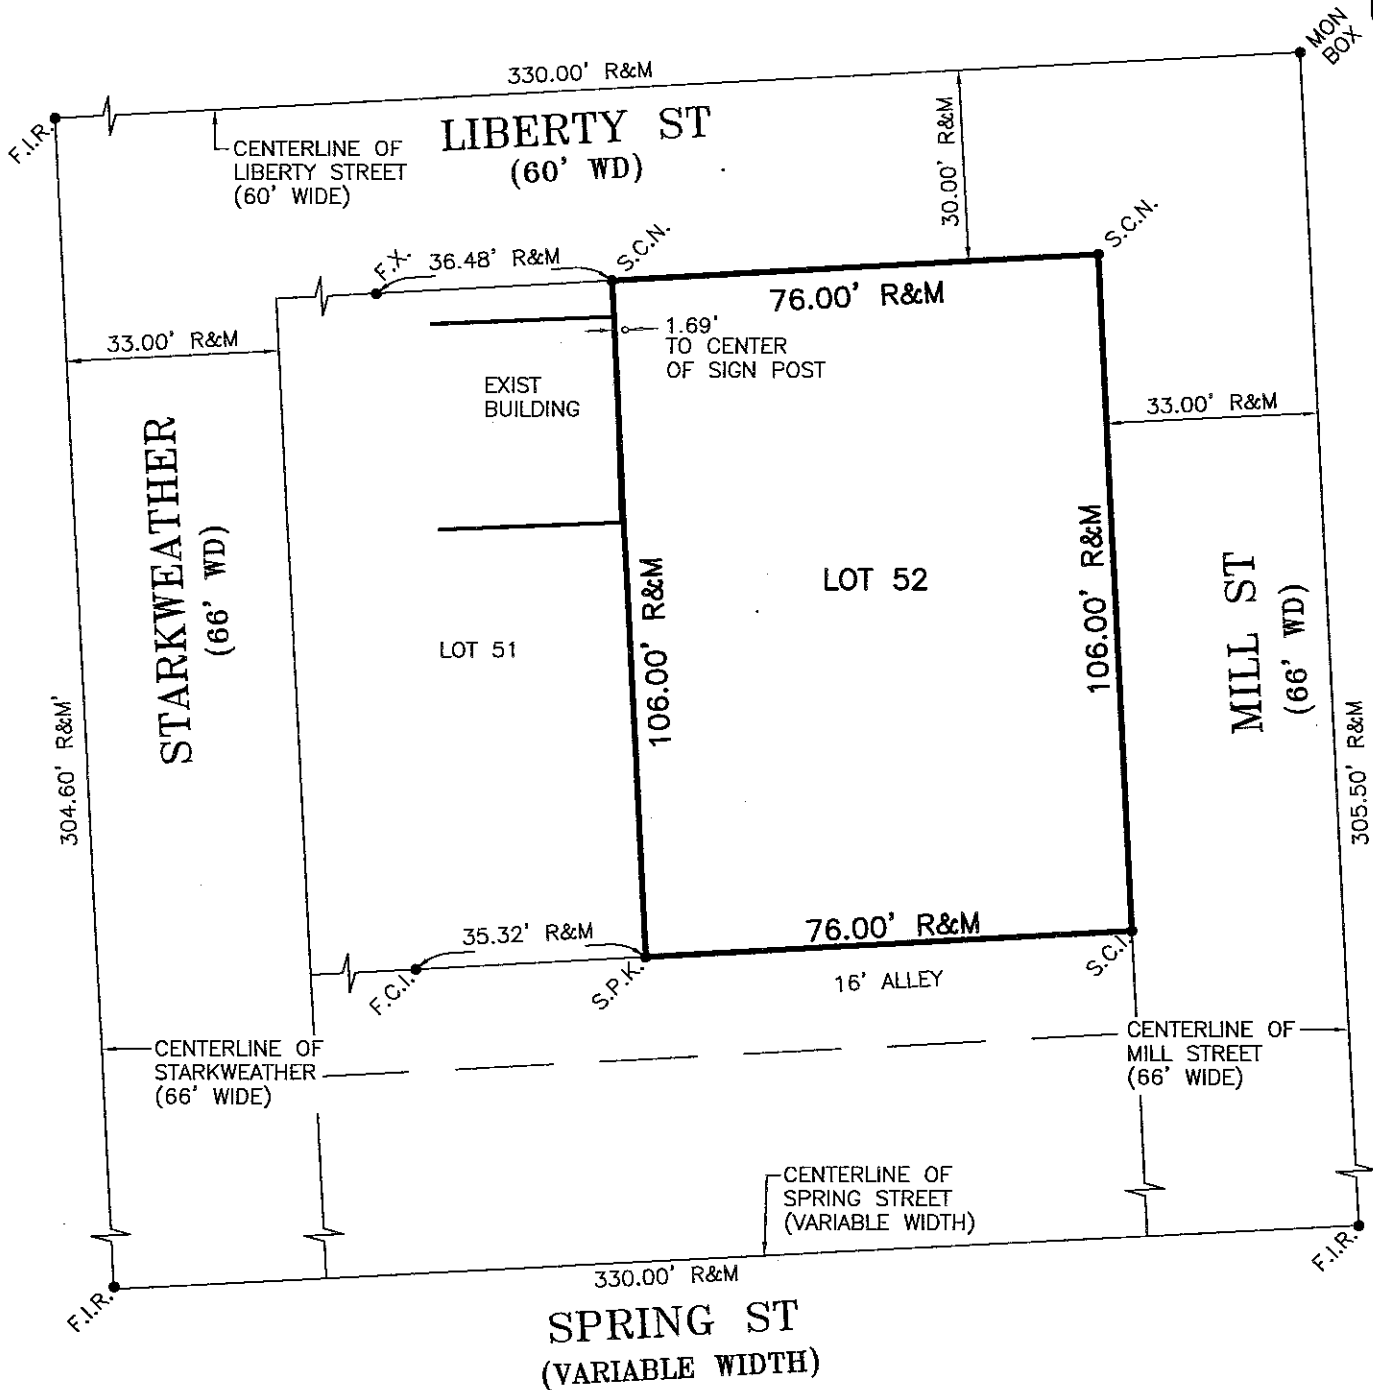 MON
BOX
330.00' R&M
F.I.R.
LIBERTY ST
(60' WD)
CENTERLINE OF
LIBERTY STREET
(60' WIDE)
30.00' R&M
S.C.N.
S.C.N.
F.X.
36.48' R&M
76.00' R&M
33.00' R&M
1.69'
TO CENTER
OF SIGN POST
EXIST
BUILDING
33.00' R&M
STARKWEATHER
(66' WD)
LOT 52
LOT 51
106.00' R&M
106.00' R&M
MILL ST
(66' WD)
304.60' R&M'
305.50' R&M
35.32' R&M
76.00' R&M
F.C.I.
S.P.K.
S.C.I.
16' ALLEY
CENTERLINE OF
STARKWEATHER
(66' WIDE)
CENTERLINE OF
MILL STREET
(66' WIDE)
CENTERLINE OF
SPRING STREET
(VARIABLE WIDTH)
F.I.R.
F.I.R.
330.00' R&M
SPRING ST
(VARIABLE WIDTH)